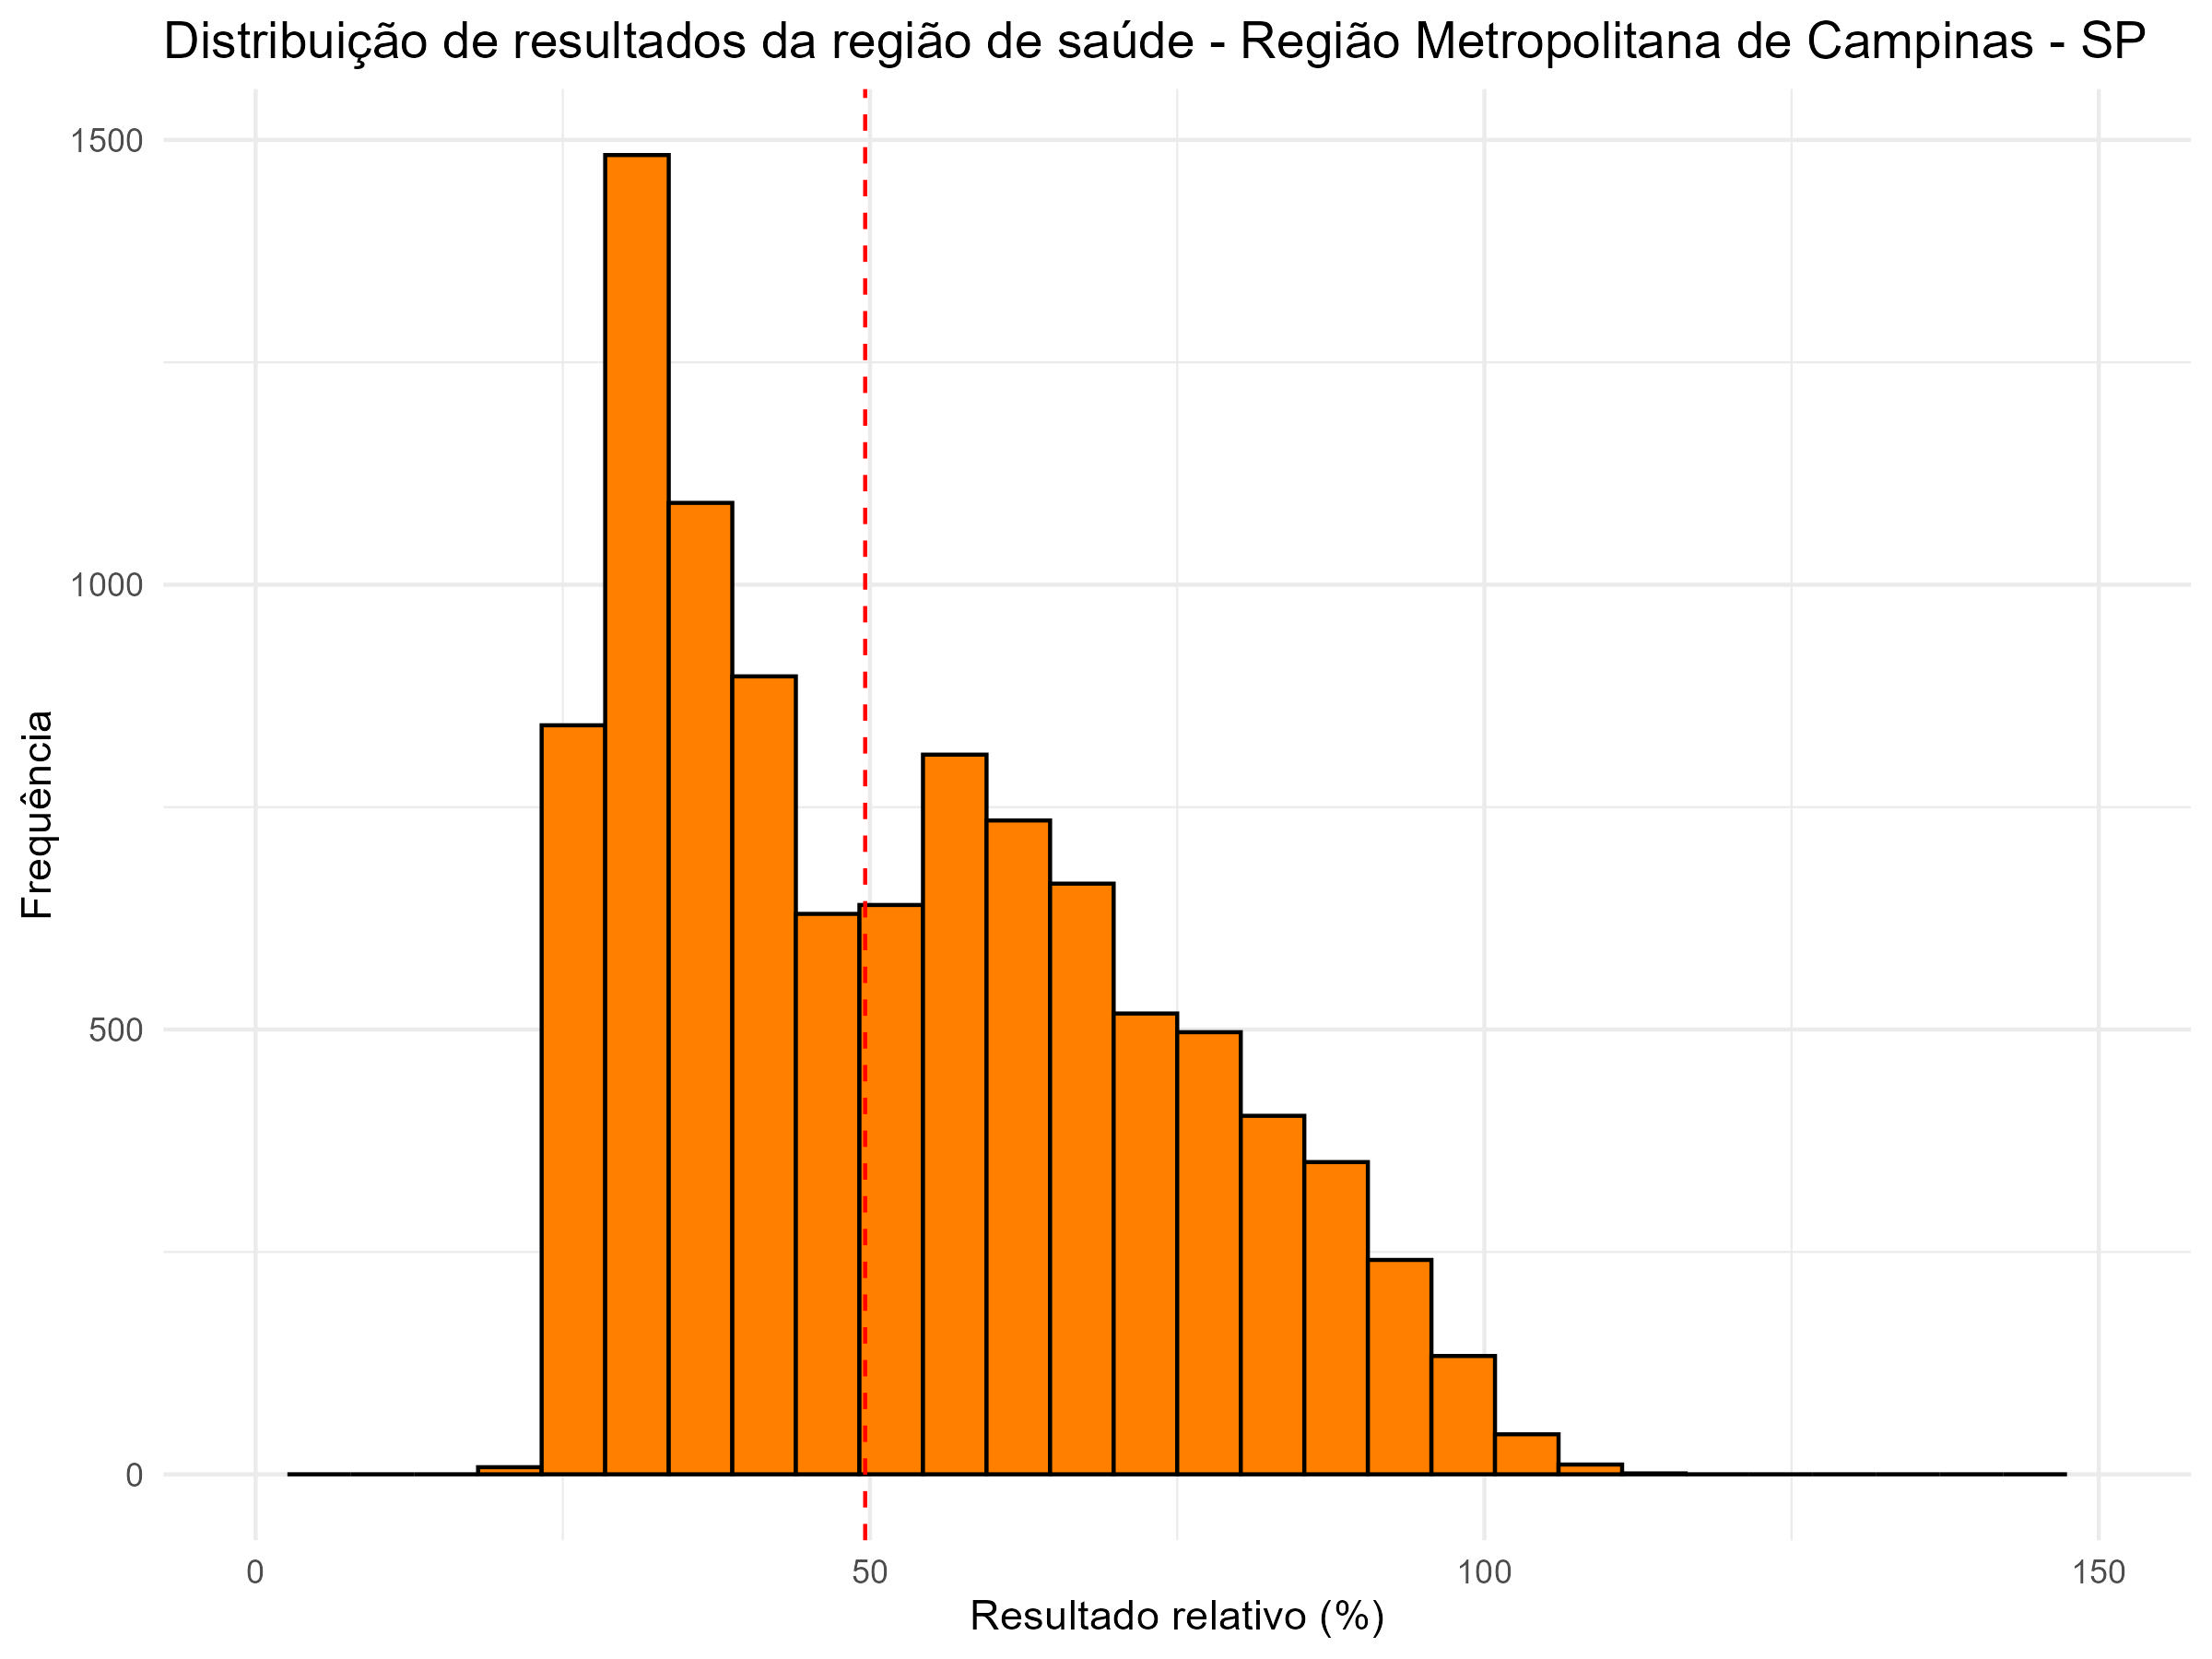 Distribuição de resultados da região de saúde - Região Metropolitana de Campinas - SP
1500
1000
500
0
Frequência
0 50 100 150
Resultado relativo (%)